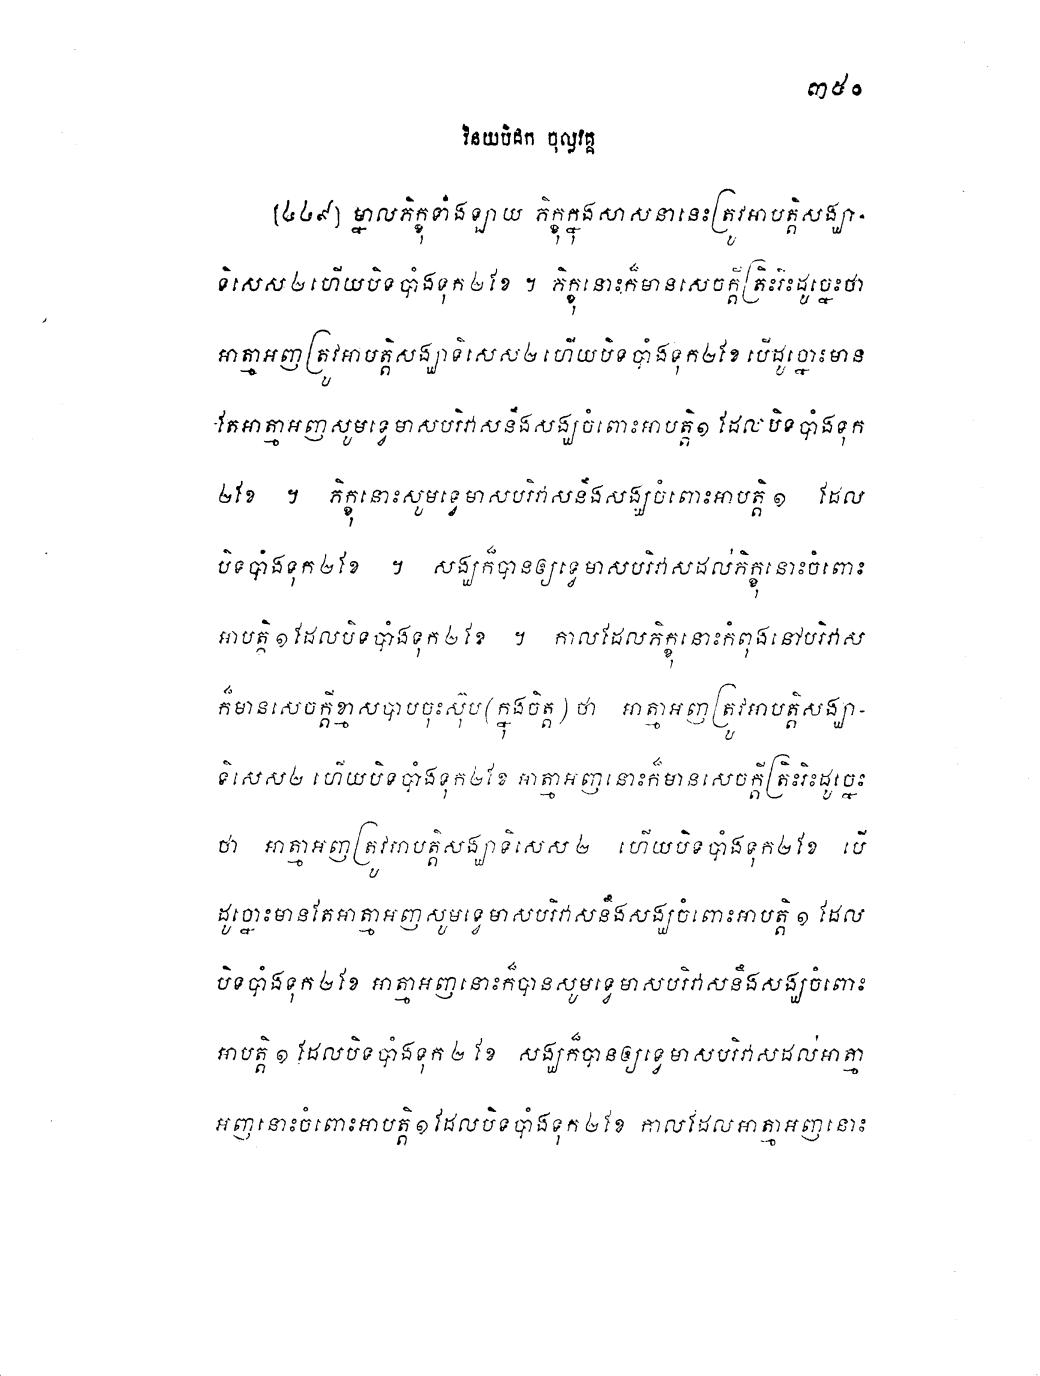 ៣៥០
វិនយបិដក ចុល្លវគ្គ
(៤៤៩) ម្នាលភិក្ខុទាំងឡាយ ភិក្ខុក្នុងសាសនានេះត្រូវអាបត្តិសង្ឃា-
ទិសេស២ហើយបិទបាំងទុក២ខែ ។ ភិក្ខុនោះក៏មានសេចក្តីត្រិះរិះដូច្នេះថា
អាត្មាអញត្រូវអាបត្តិសង្ឃាទិសេស២ហើយបិទបាំងទុក២ខែ បើដូច្នោះមាន
តែអាត្មាអញសូមទ្វេមាសបរិវាសនឹងសង្ឃចំពោះអាបត្តិ១ ដែលបិទបាំងទុក
២ខែ ។ ភិក្ខុនោះសូមទ្វេមាសបរិវាសនឹងសង្ឃចំពោះអាបត្តិ១ ដែល
បិទបាំងទុក២ខែ ។ សង្ឃក៏បានឲ្យទ្វេមាសបរិវាសដល់ភិក្ខុនោះចំពោះ
អាបត្តិ១ដែលបិទបាំងទុក២ខែ ។ កាលដែលភិក្ខុនោះកំពុងនៅបរិវាស
ក៏មានសេចក្តីខ្មាសបាបចុះស៊ុប(ក្នុងចិត្ត)ថា អាត្មាអញត្រូវអាបត្តិសង្ឃា-
ទិសេស២ ហើយបិទបាំងទុក២ខែ អាត្មាអញនោះក៏មានសេចក្តីត្រិះរិះដូច្នេះ
ថា អាត្មាអញត្រូវអាបត្តិសង្ឃាទិសេស២ ហើយបិទបាំងទុក២ខែ បើ
ដូច្នោះមានតែអាត្មាអញសូមទ្វេមាសបរិវាសនឹងសង្ឃចំពោះអាបត្តិ១ ដែល
បិទបាំងទុក២ខែ អាត្មាអញនោះក៏បានសូមទ្វេមាសបរិវាសនឹងសង្ឃចំពោះ
អាបត្តិ១ ដែលបិទបាំងទុក២ខែ សង្ឃក៏បានឲ្យទ្វេមាសបរិវាសដល់អាត្មា
អញនោះចំពោះអាបត្តិ១ដែលបិទបាំងទុក២ខែ កាលដែលអាត្មាអញនោះ